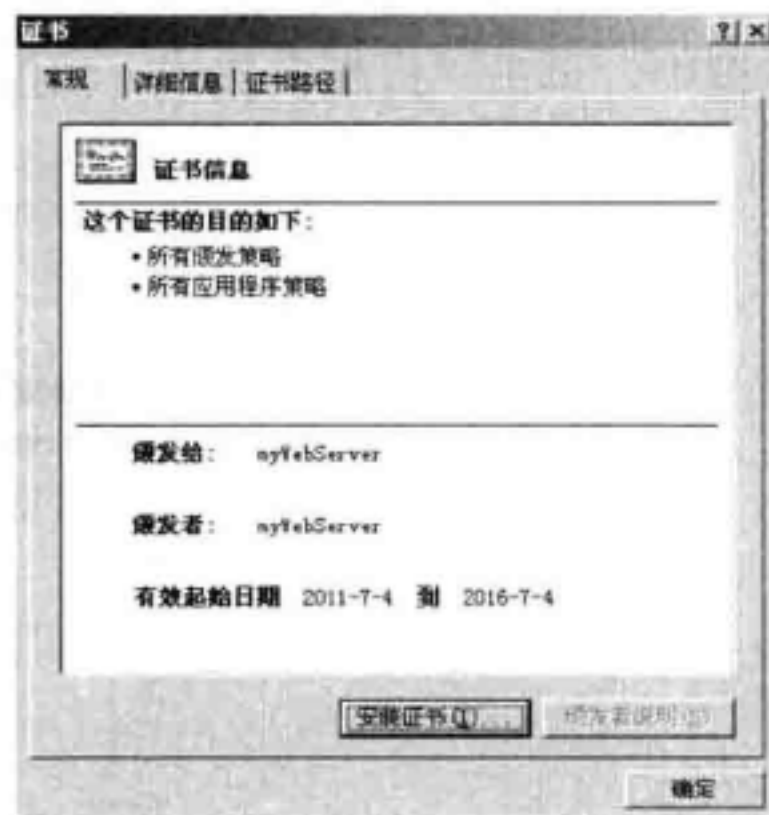 证书
常规 详细信息 证书路径
证书信息
这个证书的目的如下:
•所有颁发策略
•所有应用程序策略
颁发给: myWebServer
颁发者: myWebServer
有效起始日期 2011-7-4 到 2016-7-4
安装证书(I)... 颁发者说明(S)
确定